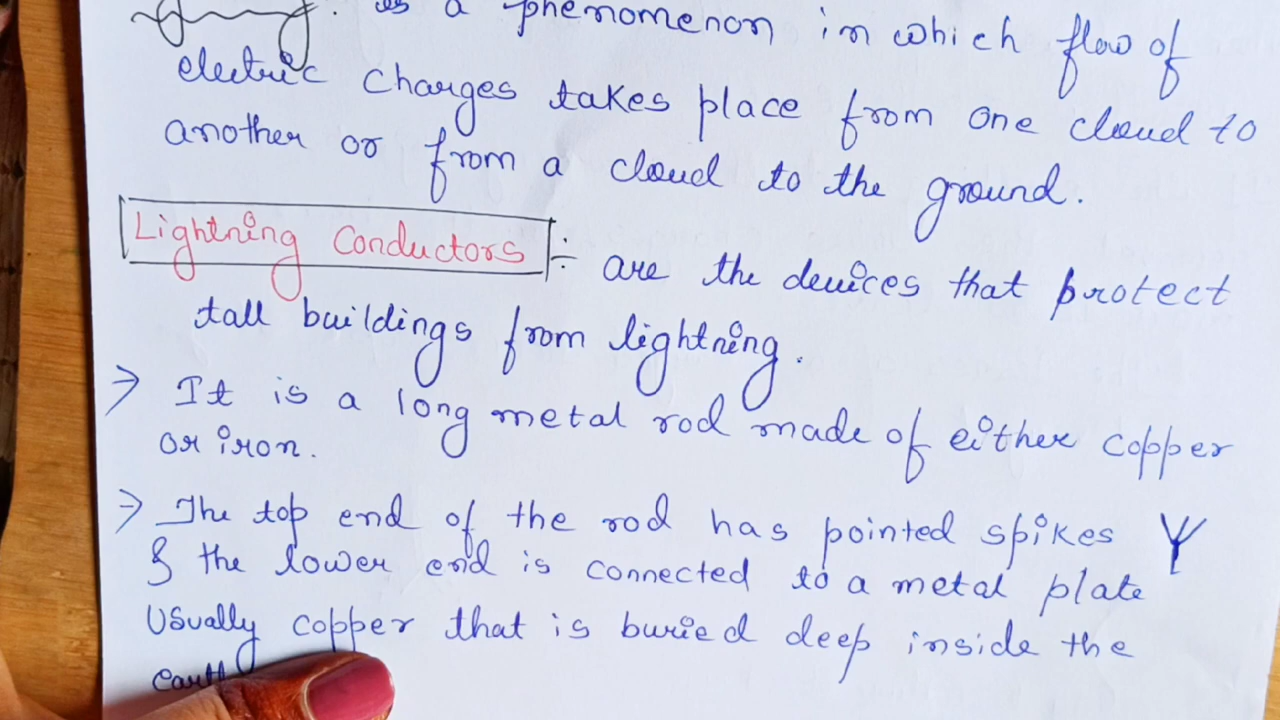 is a phenomenon in which flow of
electric charges takes place from one cloud to
another or from a cloud to the ground.
Lightning Conductors :- are the devices that protect
tall buildings from lightning.
⇒ It is a long metal rod made of either copper
or iron.
⇒ The top end of the rod has pointed spikes
& the lower end is connected to a metal plate
Usually copper that is buried deep inside the
earth